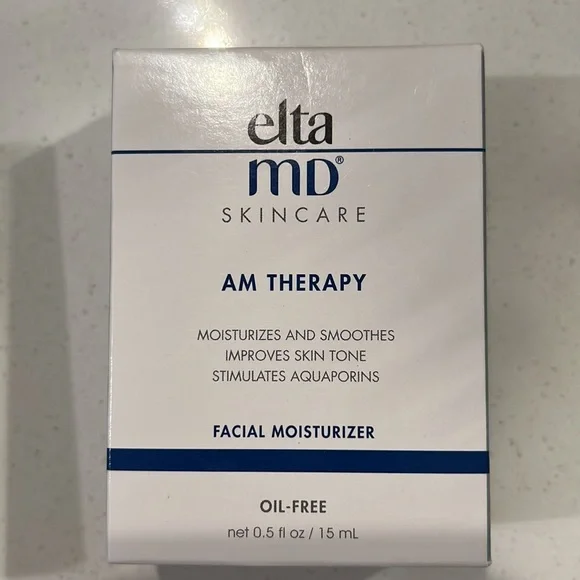 elta
MD®
SKINCARE
AM THERAPY
MOISTURIZES AND SMOOTHES
IMPROVES SKIN TONE
STIMULATES AQUAPORINS
FACIAL MOISTURIZER
OIL-FREE
net 0.5 fl oz / 15 mL